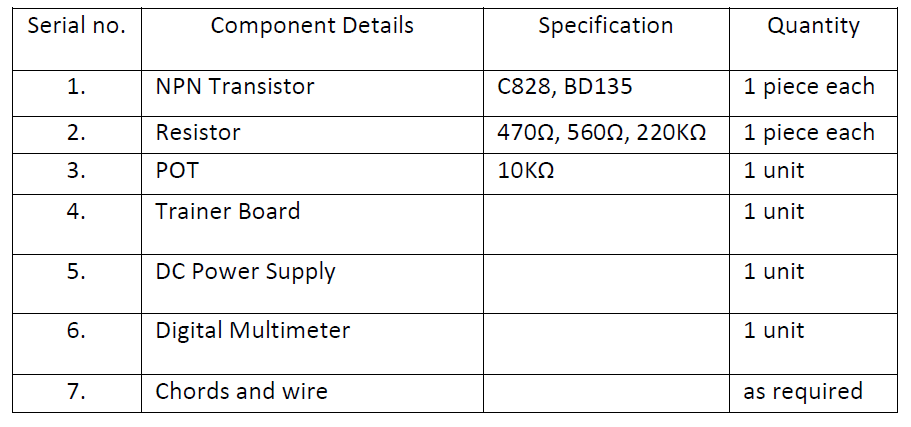 Serial no. Component Details Specification Quantity
1. NPN Transistor C828, BD135 1 piece each
2. Resistor 470Ω, 560Ω, 220KΩ 1 piece each
3. POT 10KΩ 1 unit
4. Trainer Board 1 unit
5. DC Power Supply 1 unit
6. Digital Multimeter 1 unit
7. Chords and wire as required